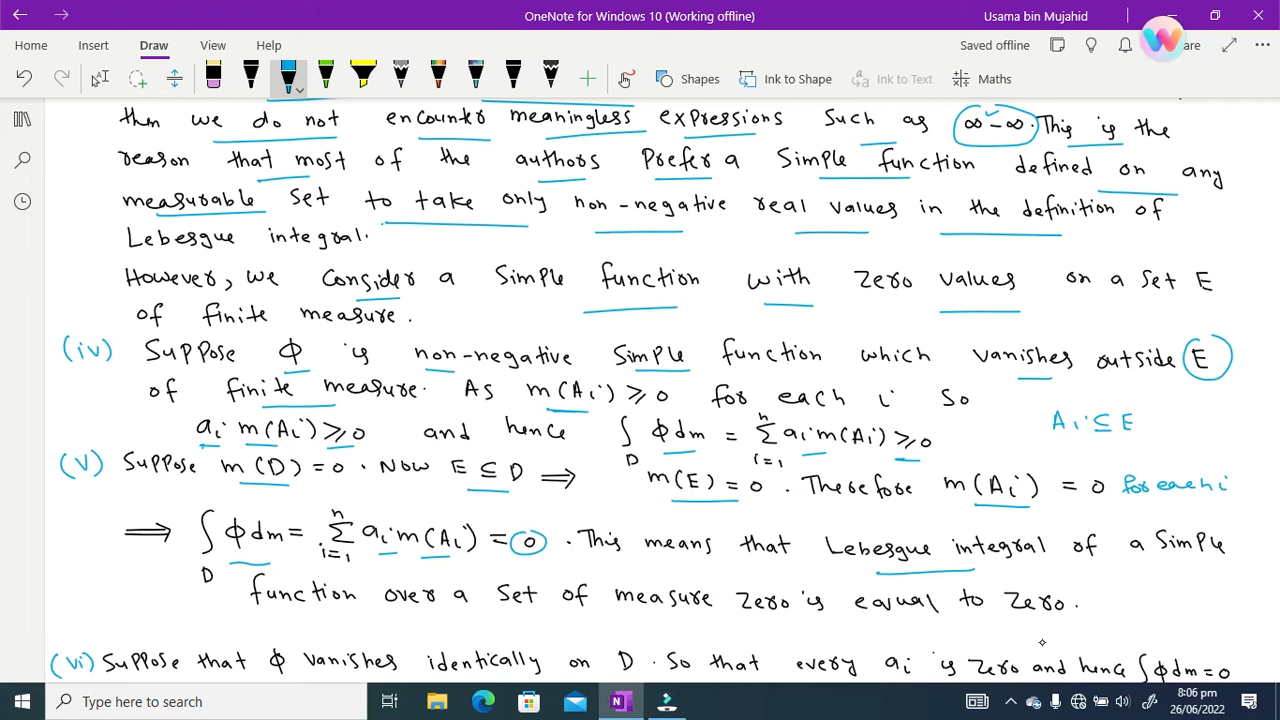 OneNote for Windows 10 (Working offline)
Usama bin Mujahid
Home Insert Draw View Help
Saved offline
Shapes Ink to Shape Ink to Text Maths
then we do not encounter meaningless expressions such as ∞ - ∞. This is the
reason that most of the authors Prefer a Simple function defined on any
measurable Set to take only non-negative real values in the definition of
Lebesgue integral.
However, we Consider a Simple function with zero values on a set E
of finite measure.
(iv) Suppose ϕ is non-negative Simple function which vanishes outside E
of finite measure. As m(Ai) ⩾ 0 for each i so
Ai ⊆ E
ai m(Ai) ⩾ 0 and hence ∫_D ϕ dm = Σ_{i=1}^{n} ai m(Ai) ⩾ 0
(V) Suppose m(D) = 0. Now E ⊆ D ⟹ m(E) = 0. Therefore m(Ai) = 0 for each i
⟹ ∫_D ϕ dm = Σ_{i=1}^{n} ai m(Ai) = 0. This means that Lebesgue integral of a Simple
function over a Set of measure zero is equal to zero.
(vi) Suppose that ϕ vanishes identically on D. So that every ai is zero and hence ∫ϕ dm = 0
Type here to search
8:06 pm
26/06/2022